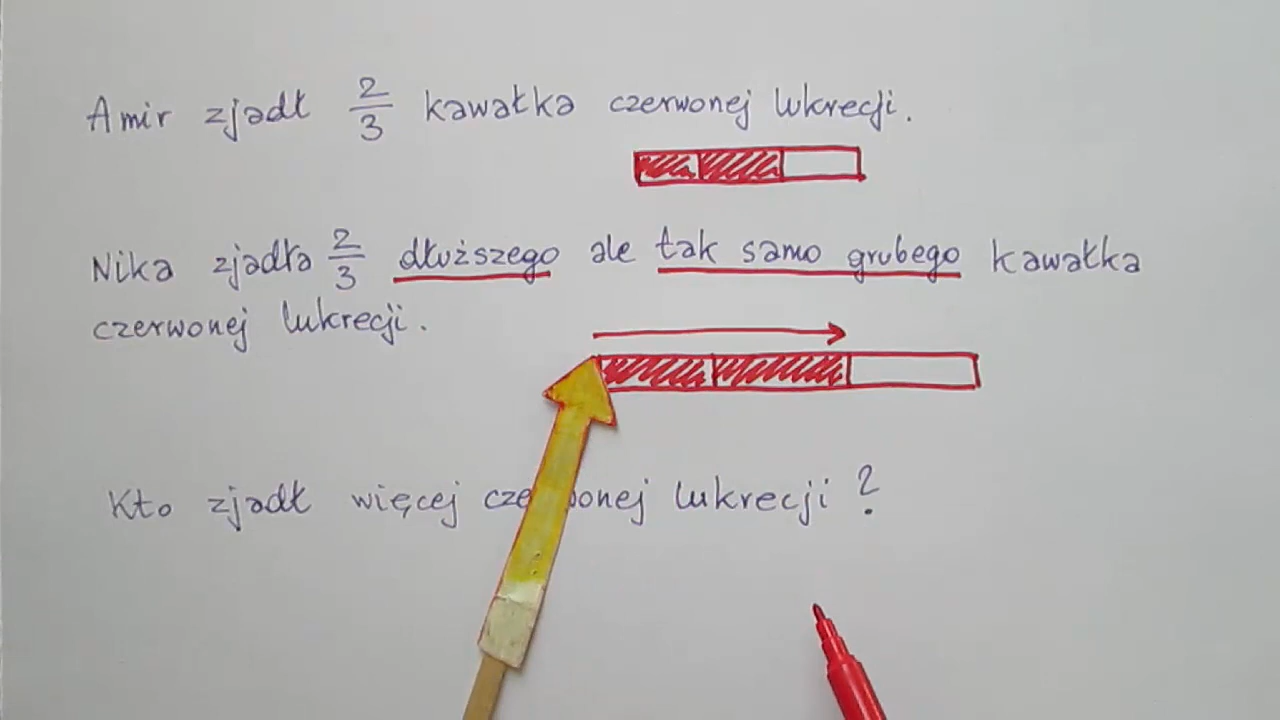 Amir zjadł 2/3 kawałka czerwonej lukrecji.
Nika zjadła 2/3 dłuższego ale tak samo grubego kawałka
czerwonej lukrecji.
Kto zjadł więcej czerwonej lukrecji?